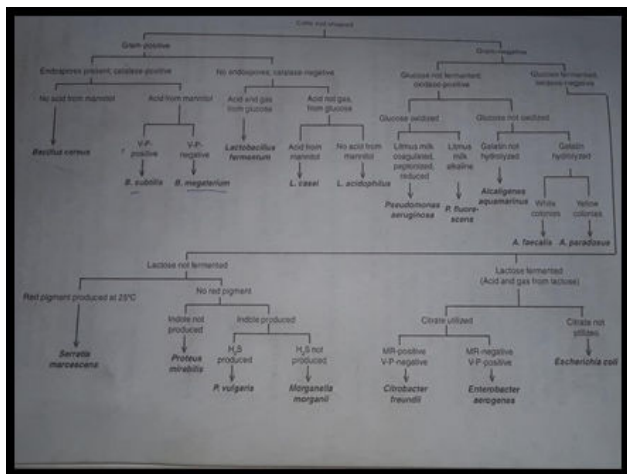 Cells rod-shaped
Gram-positive
Gram-negative
Endospores present, catalase-positive
No endospores, catalase-negative
Glucose not fermented,
oxidase-positive
Glucose fermented,
oxidase-negative
No acid from mannitol
Acid from mannitol
Acid and gas
from glucose
Acid not gas,
from glucose
Glucose oxidized
Glucose not oxidized
Bacillus cereus
V-P-
positive
V-P-
negative
Lactobacillus
fermentum
Acid from
mannitol
No acid from
mannitol
Litmus milk
coagulated,
peptonized,
reduced
Litmus
milk
alkaline
Gelatin not
hydrolyzed
Gelatin
hydrolyzed
B. subtilis
B. megaterium
L. casei
L. acidophilus
Pseudomonas
aeruginosa
P. fluore-
scens
Alcaligenes
aquamarinus
White
colonies
Yellow
colonies
A. faecalis
A. paradoxus
Lactose not fermented
Lactose fermented
(Acid and gas from lactose)
Red pigment produced at 25°C
No red pigment
Indole not
produced
Indole produced
Citrate utilized
Citrate not
utilized
Serratia
marcescens
Proteus
mirabilis
H₂S
produced
H₂S not
produced
MR-positive
V-P-negative
MR-negative
V-P-positive
Escherichia coli
P. vulgaris
Morganella
morganii
Citrobacter
freundii
Enterobacter
aerogenes